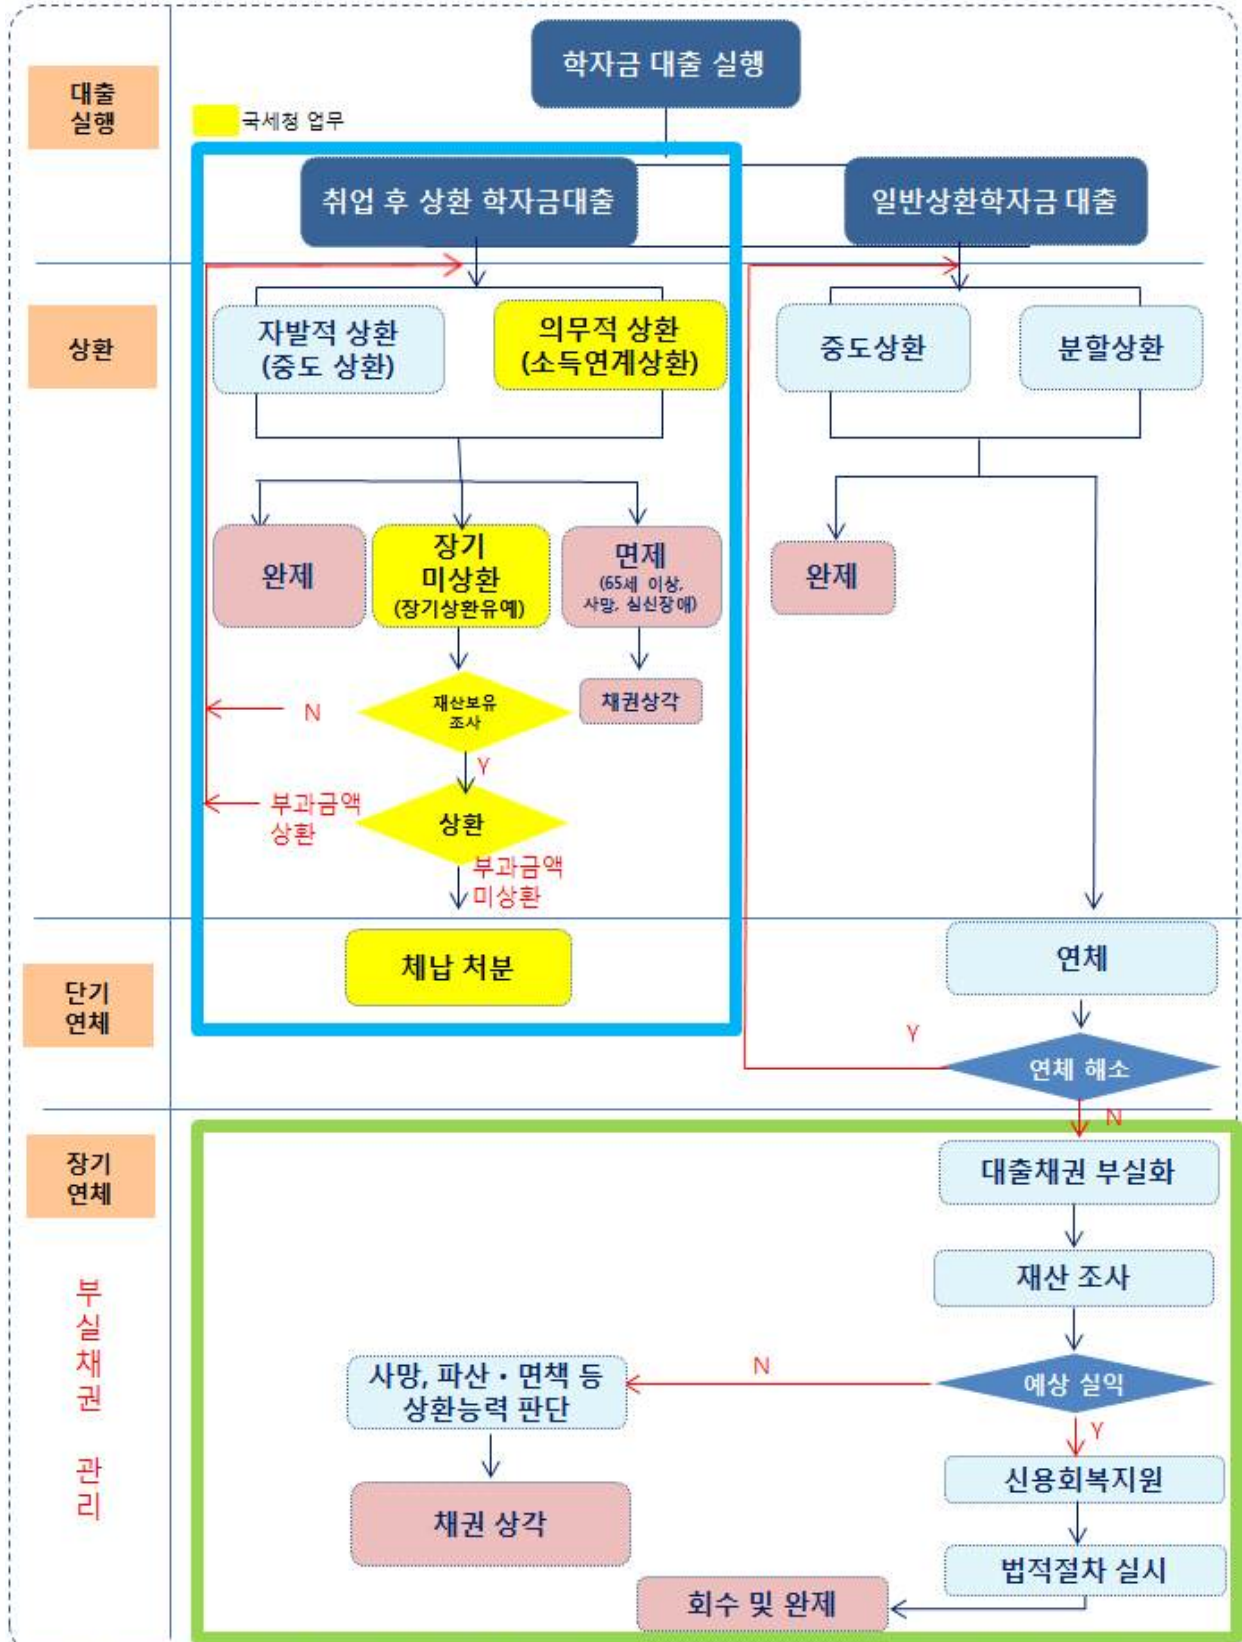 학자금 대출 실행
대출
실행
국세청 업무
취업 후 상환 학자금대출
일반상환학자금 대출
상환
자발적 상환
(중도 상환)
의무적 상환
(소득연계상환)
중도상환
분할상환
완제
장기
미상환
(장기상환유예)
면제
(65세 이상,
사망, 심신장애)
완제
재산보유
조사
채권상각
N
Y
부과금액
상환
상환
부과금액
미상환
단기
연체
체납 처분
연체
Y
연체 해소
N
장기
연체
대출채권 부실화
부
실
채
권
관
리
재산 조사
사망, 파산·면책 등
상환능력 판단
N
예상 실익
Y
신용회복지원
채권 상각
법적절차 실시
회수 및 완제